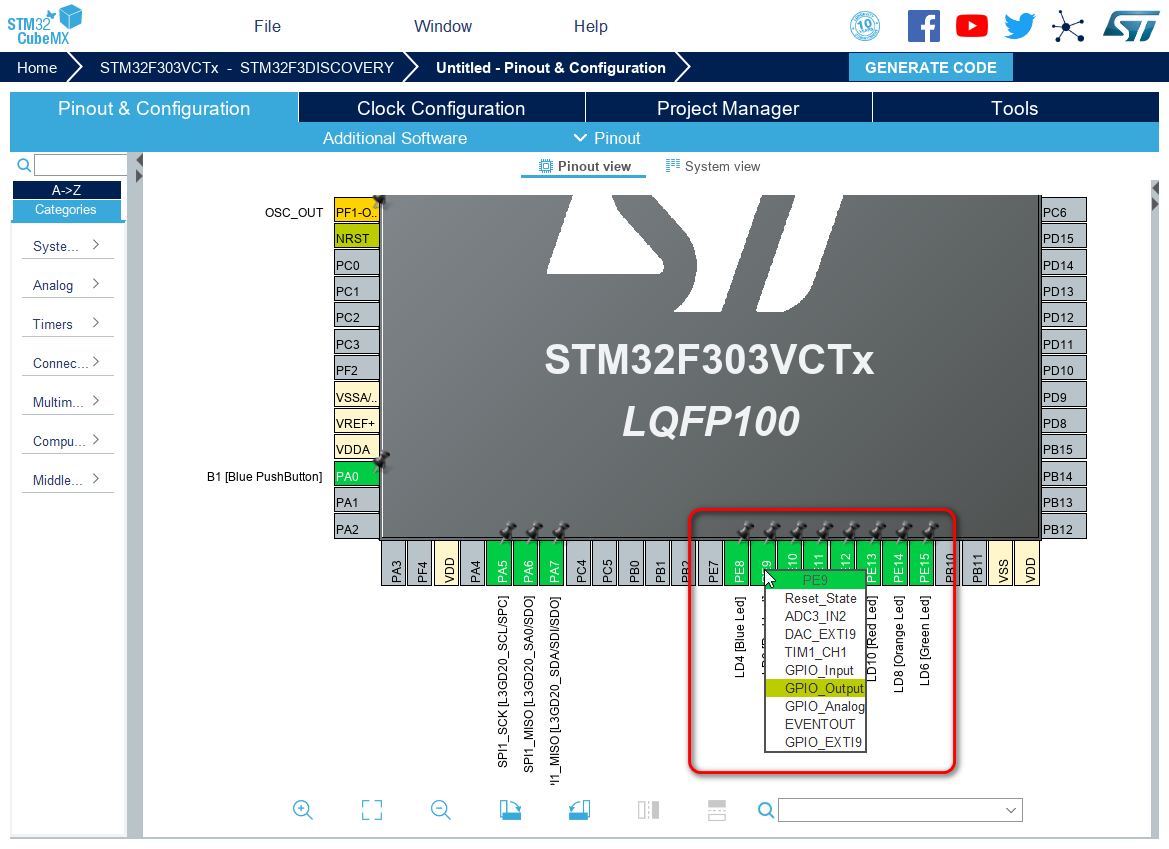 STM32
CubeMX
File
Window
Help
10
ST
Home
STM32F303VCTx - STM32F3DISCOVERY
Untitled - Pinout & Configuration
GENERATE CODE
Pinout & Configuration
Clock Configuration
Project Manager
Tools
Additional Software
Pinout
Pinout view
System view
A->Z
Categories
Syste...
Analog
Timers
Connec...
Multim...
Compu...
Middle...
OSC_OUT
PF1-O..
NRST
PC0
PC1
PC2
PC3
PF2
VSSA/..
VREF+
VDDA
B1 [Blue PushButton]
PA0
PA1
PA2
STM32F303VCTx
LQFP100
PC6
PD15
PD14
PD13
PD12
PD11
PD10
PD9
PD8
PB15
PB14
PB13
PB12
PA3
PF4
VDD
PA4
PA5
PA6
PA7
PC4
PC5
PB0
PB1
PE7
PE8
PE13
PE14
PE15
PB10
PB11
VSS
VDD
SPI1_SCK [L3GD20_SCL/SPC]
SPI1_MISO [L3GD20_SA0/SDO]
I1_MISO [L3GD20_SDA/SDI/SDO]
LD4 [Blue Led]
LD10 [Red Led]
LD8 [Orange Led]
LD6 [Green Led]
PE9
Reset_State
ADC3_IN2
DAC_EXTI9
TIM1_CH1
GPIO_Input
GPIO_Output
GPIO_Analog
EVENTOUT
GPIO_EXTI9